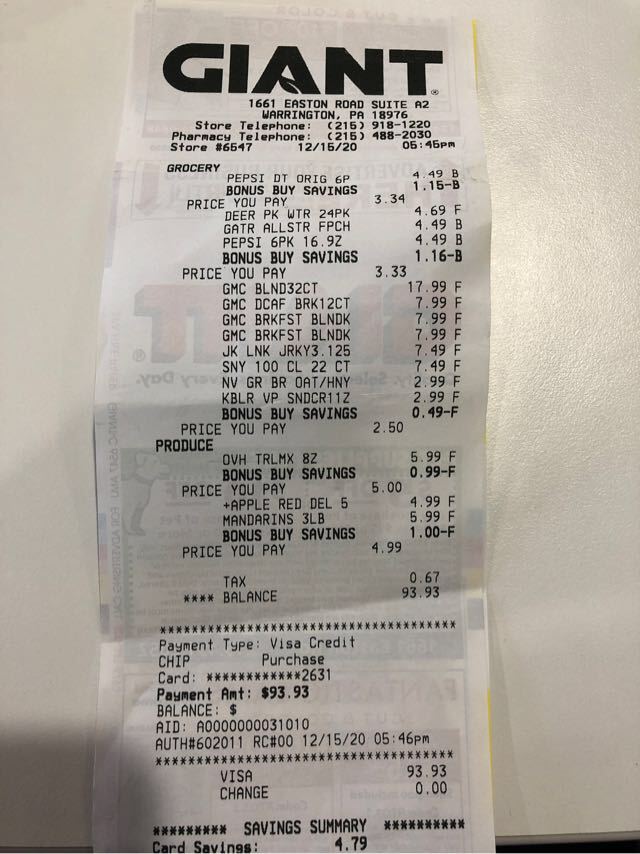 GIANT
1661 EASTON ROAD SUITE A2
WARRINGTON, PA 18976
Store Telephone: (215) 918-1220
Pharmacy Telephone: (215) 488-2030
Store #6547 12/15/20 05:45pm
GROCERY
PEPSI DT ORIG 6P 4.49 B
BONUS BUY SAVINGS 1.15-B
PRICE YOU PAY 3.34
DEER PK WTR 24PK 4.69 F
GATR ALLSTR FPCH 4.49 B
PEPSI 6PK 16.9Z 4.49 B
BONUS BUY SAVINGS 1.16-B
PRICE YOU PAY 3.33
GMC BLND32CT 17.99 F
GMC DCAF BRK12CT 7.99 F
GMC BRKFST BLNDK 7.99 F
GMC BRKFST BLNDK 7.99 F
JK LNK JRKY3.125 7.49 F
SNY 100 CL 22 CT 7.49 F
NV GR BR OAT/HNY 2.99 F
KBLR VP SNDCR11Z 2.99 F
BONUS BUY SAVINGS 0.49-F
PRICE YOU PAY 2.50
PRODUCE
OVH TRLMX 8Z 5.99 F
BONUS BUY SAVINGS 0.99-F
PRICE YOU PAY 5.00
+APPLE RED DEL 5 4.99 F
MANDARINS 3LB 5.99 F
BONUS BUY SAVINGS 1.00-F
PRICE YOU PAY 4.99
TAX 0.67
**** BALANCE 93.93
************************************
Payment Type: Visa Credit
CHIP Purchase
Card: ************2631
Payment Amt: $93.93
BALANCE: $
AID: A0000000031010
AUTH#602011 RC#00 12/15/20 05:46pm
************************************
VISA 93.93
CHANGE 0.00
********* SAVINGS SUMMARY **********
Card Savings: 4.79